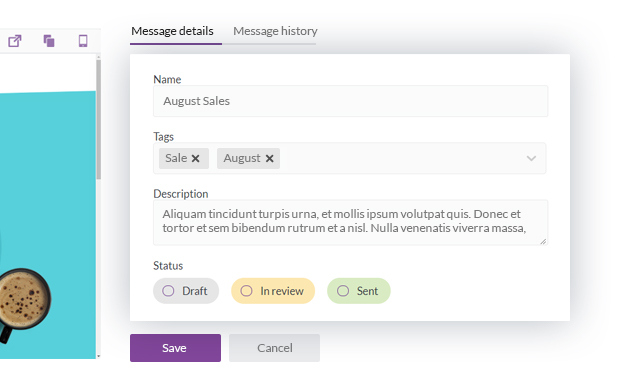 Message details
Message history
Name
August Sales
Tags
Sale
August
Description
Aliquam tincidunt turpis urna, et mollis ipsum volutpat quis. Donec et
tortor et sem bibendum rutrum et a nisl. Nulla venenatis viverra massa,
Status
Draft
In review
Sent
Save
Cancel